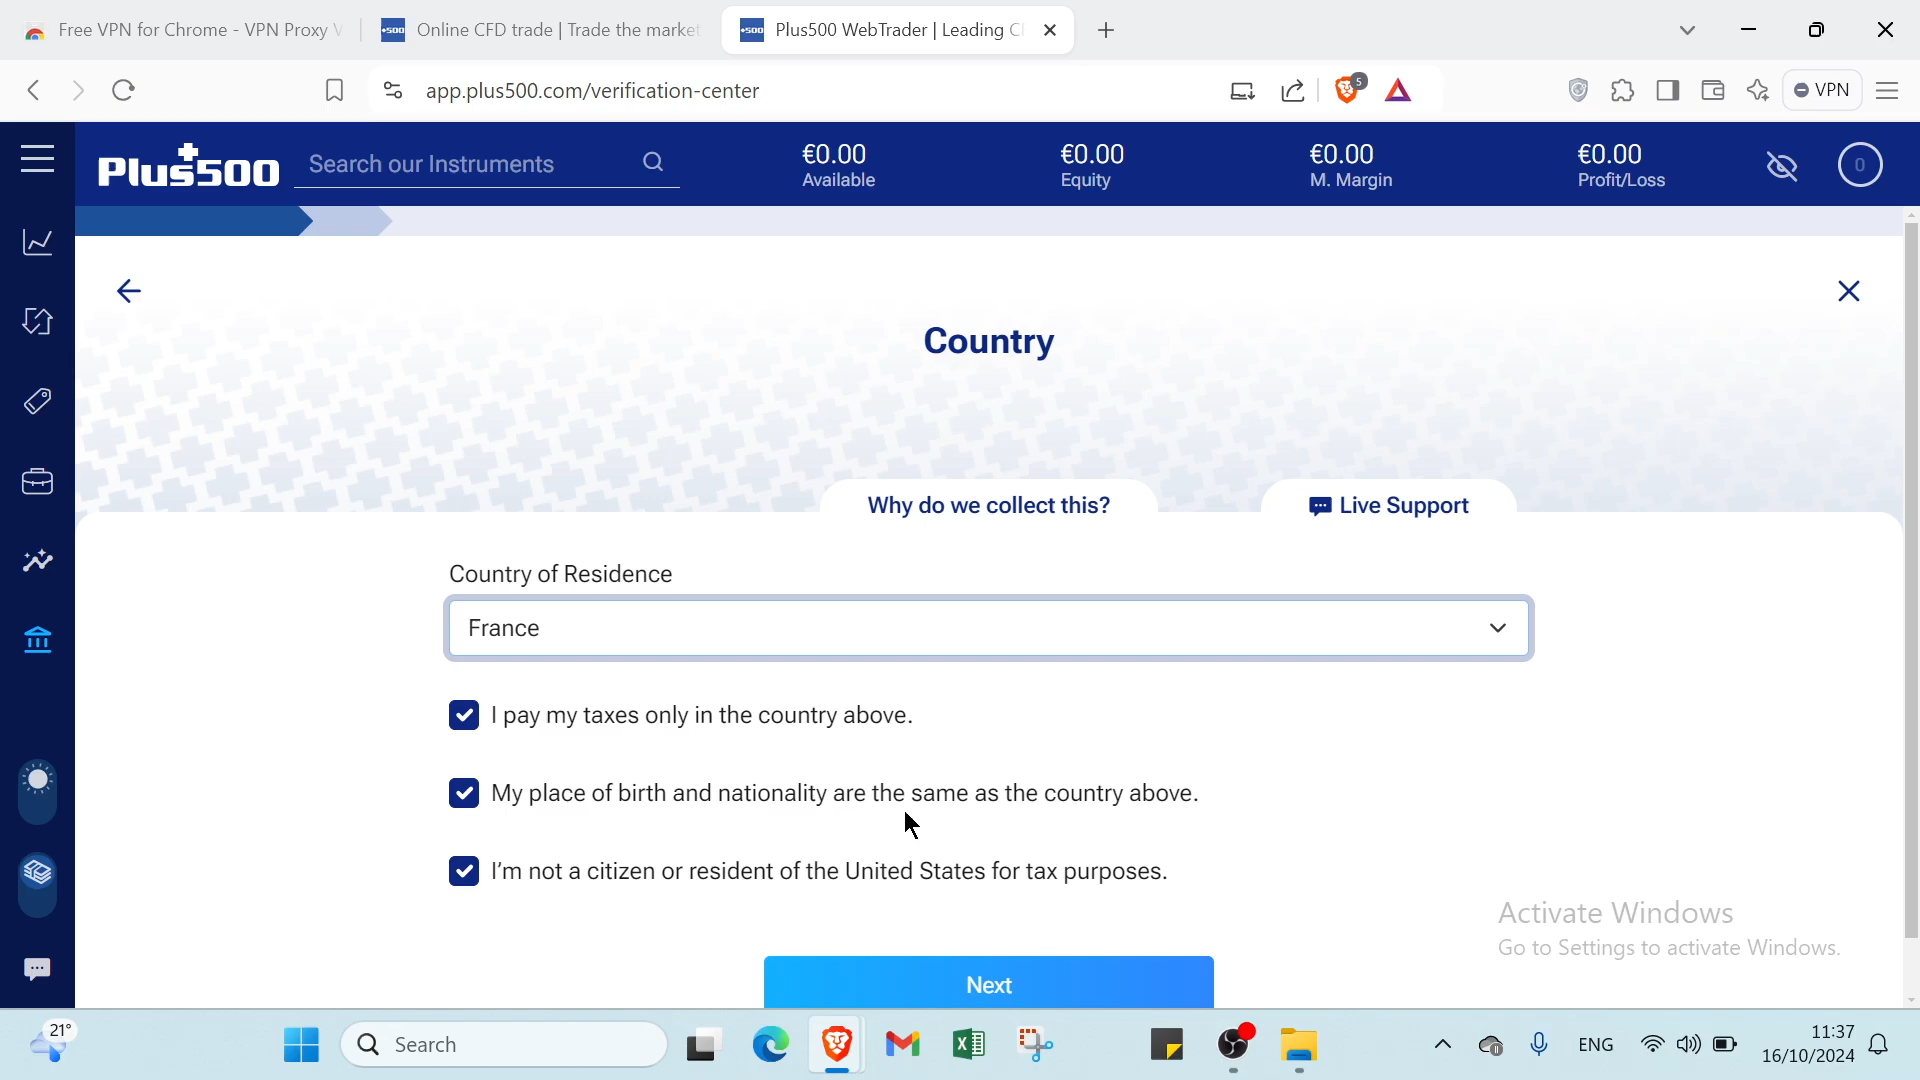 Free VPN for Chrome - VPN Proxy V
Online CFD trade | Trade the market
Plus500 WebTrader | Leading C
app.plus500.com/verification-center
5
VPN
Plus500
Search our Instruments
€0.00
Available
€0.00
Equity
€0.00
M. Margin
€0.00
Profit/Loss
0
Country
Why do we collect this?
Live Support
Country of Residence
France
I pay my taxes only in the country above.
My place of birth and nationality are the same as the country above.
I'm not a citizen or resident of the United States for tax purposes.
Next
Activate Windows
Go to Settings to activate Windows.
21°
Search
ENG
11:37
16/10/2024